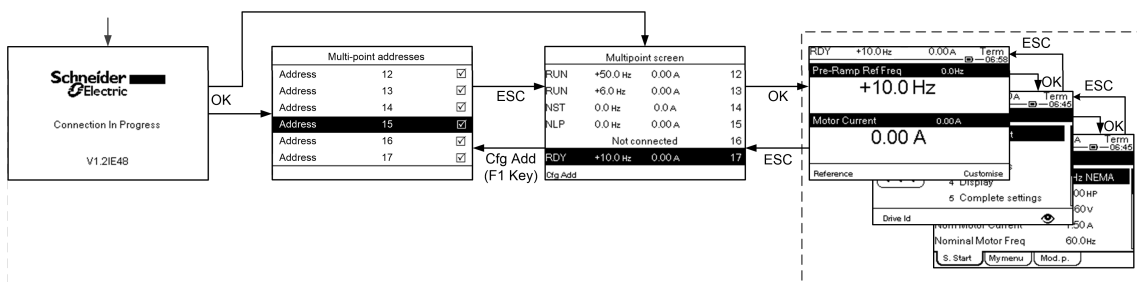 Schneider
Electric
Connection In Progress
V1.2IE48
OK
Multi-point addresses
Address 12
Address 13
Address 14
Address 15
Address 16
Address 17
ESC
Cfg Add
(F1 Key)
Multipoint screen
RUN +50.0 Hz 0.00 A 12
RUN +6.0 Hz 0.00 A 13
NST 0.0 Hz 0.0 A 14
NLP 0.0 Hz 0.00 A 15
Not connected 16
RDY +10.0 Hz 0.00 A 17
Cfg Add
OK
ESC
RDY +10.0 Hz 0.00A Term
06:58
Pre-Ramp Ref Freq 0.0Hz
+10.0 Hz
Motor Current 0.00A
0.00 A
Reference Customise
ESC
OK
Term
06:45
4 Display
5 Complete settings
Drive Id
ESC
OK
A Term
06:45
Hz NEMA
00 HP
60 V
Nom Motor Current 1.50 A
Nominal Motor Freq 60.0Hz
S. Start Mymenu Mod. p.